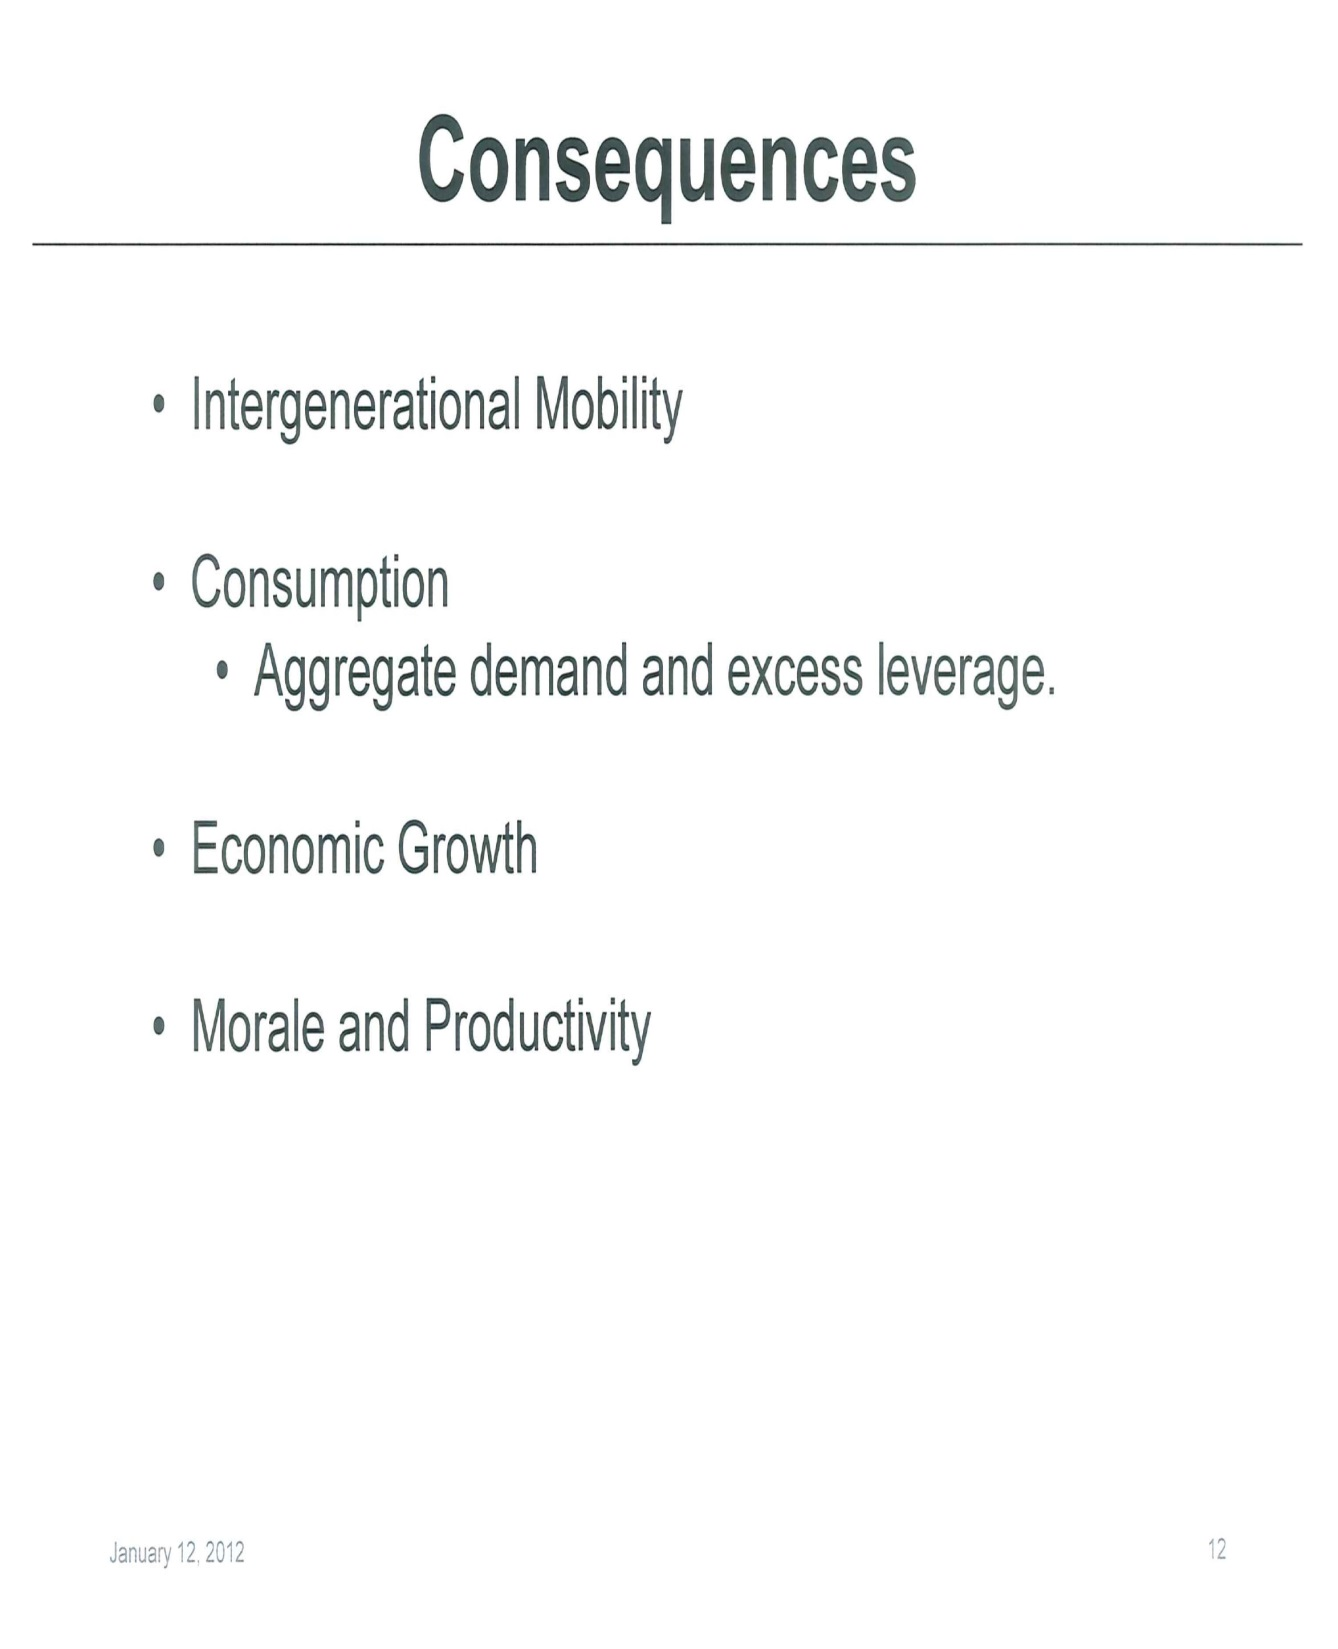 Consequences
• Intergenerational Mobility
• Consumption
• Aggregate demand and excess leverage.
• Economic Growth
• Morale and Productivity
January 12, 2012
12